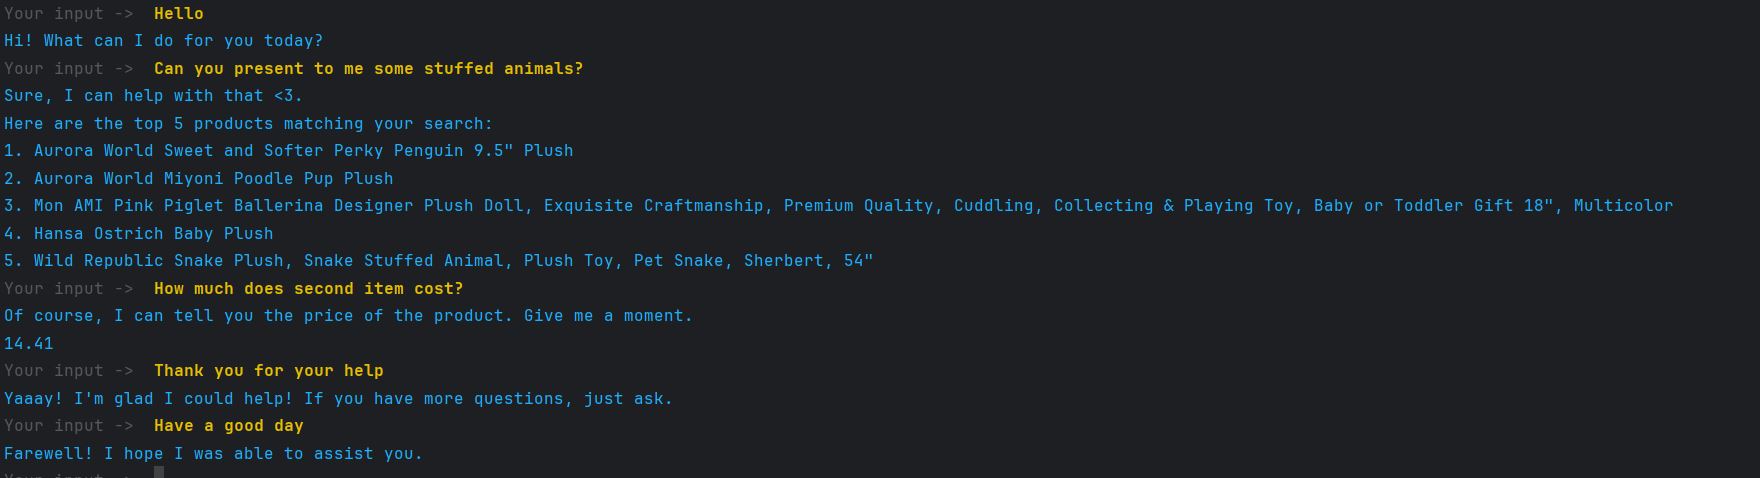 Your input -> Hello
Hi! What can I do for you today?
Your input -> Can you present to me some stuffed animals?
Sure, I can help with that <3.
Here are the top 5 products matching your search:
1. Aurora World Sweet and Softer Perky Penguin 9.5" Plush
2. Aurora World Miyoni Poodle Pup Plush
3. Mon AMI Pink Piglet Ballerina Designer Plush Doll, Exquisite Craftmanship, Premium Quality, Cuddling, Collecting & Playing Toy, Baby or Toddler Gift 18", Multicolor
4. Hansa Ostrich Baby Plush
5. Wild Republic Snake Plush, Snake Stuffed Animal, Plush Toy, Pet Snake, Sherbert, 54"
Your input -> How much does second item cost?
Of course, I can tell you the price of the product. Give me a moment.
14.41
Your input -> Thank you for your help
Yaaay! I'm glad I could help! If you have more questions, just ask.
Your input -> Have a good day
Farewell! I hope I was able to assist you.
Your input ->